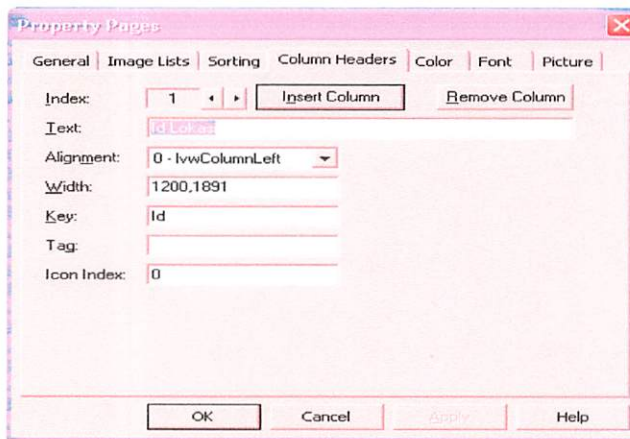 Property Pages
General Image Lists Sorting Column Headers Color Font Picture
Index: 1 Insert Column Remove Column
Text: Id Lokasi
Alignment: 0 - lvwColumnLeft
Width: 1200,1891
Key: Id
Tag:
Icon Index: 0
OK Cancel Apply Help